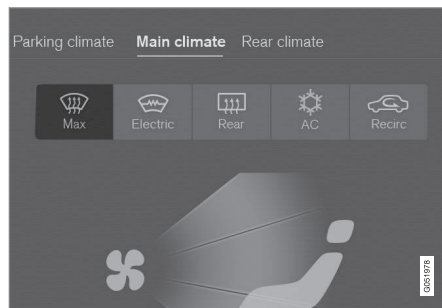 Parking climate Main climate Rear climate
Max Electric Rear AC Recirc
G051978